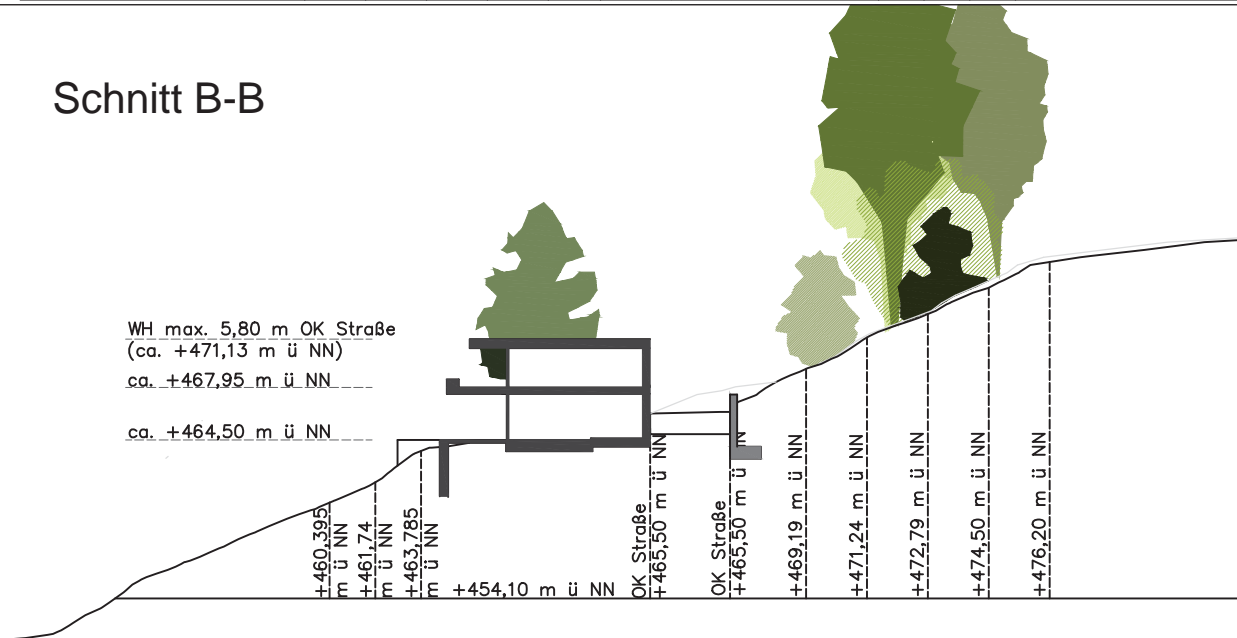 Schnitt B-B
WH max. 5,80 m OK Straße
(ca. +471,13 m ü NN)
ca. +467,95 m ü NN
ca. +464,50 m ü NN
+460,395
m ü NN
+461,74
m ü NN
+463,785
m ü NN
+454,10 m ü NN
OK Straße
+465,50 m ü NN
OK Straße
+465,50 m ü NN
+469,19 m ü NN
+471,24 m ü NN
+472,79 m ü NN
+474,50 m ü NN
+476,20 m ü NN